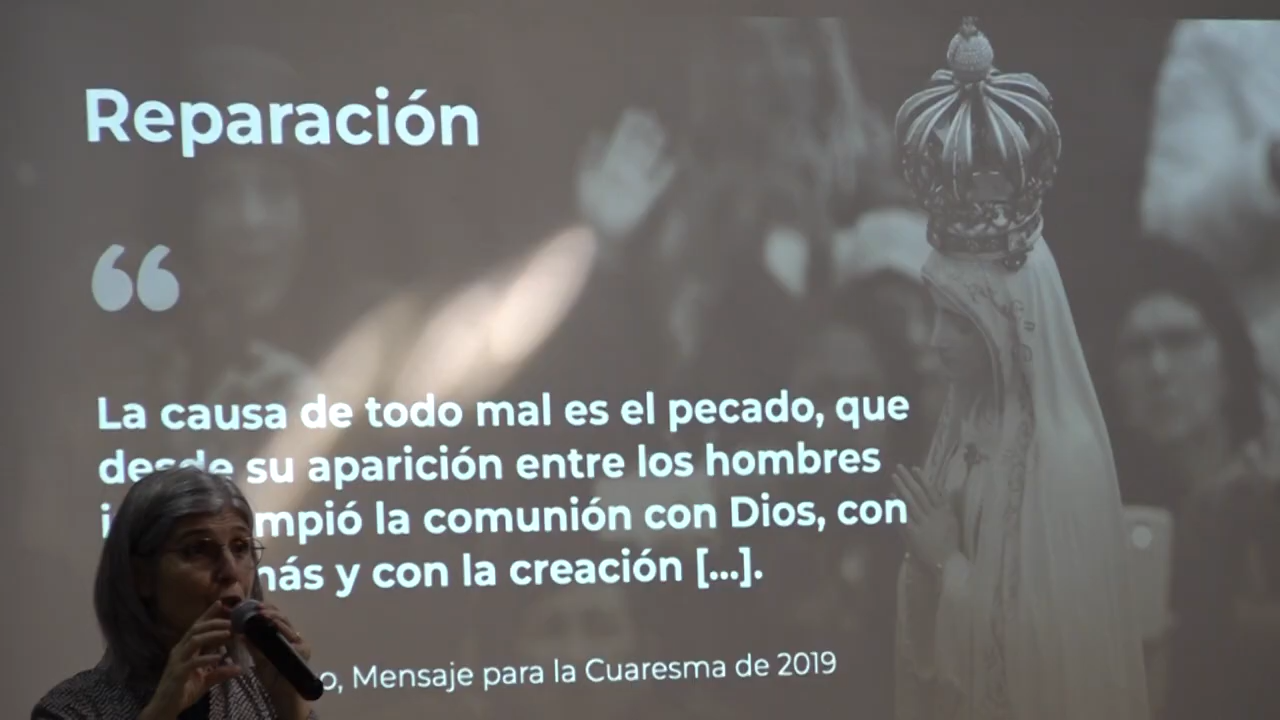 Reparación
“
La causa de todo mal es el pecado, que
desde su aparición entre los hombres
mpió la comunión con Dios, con
más y con la creación [...].
o, Mensaje para la Cuaresma de 2019